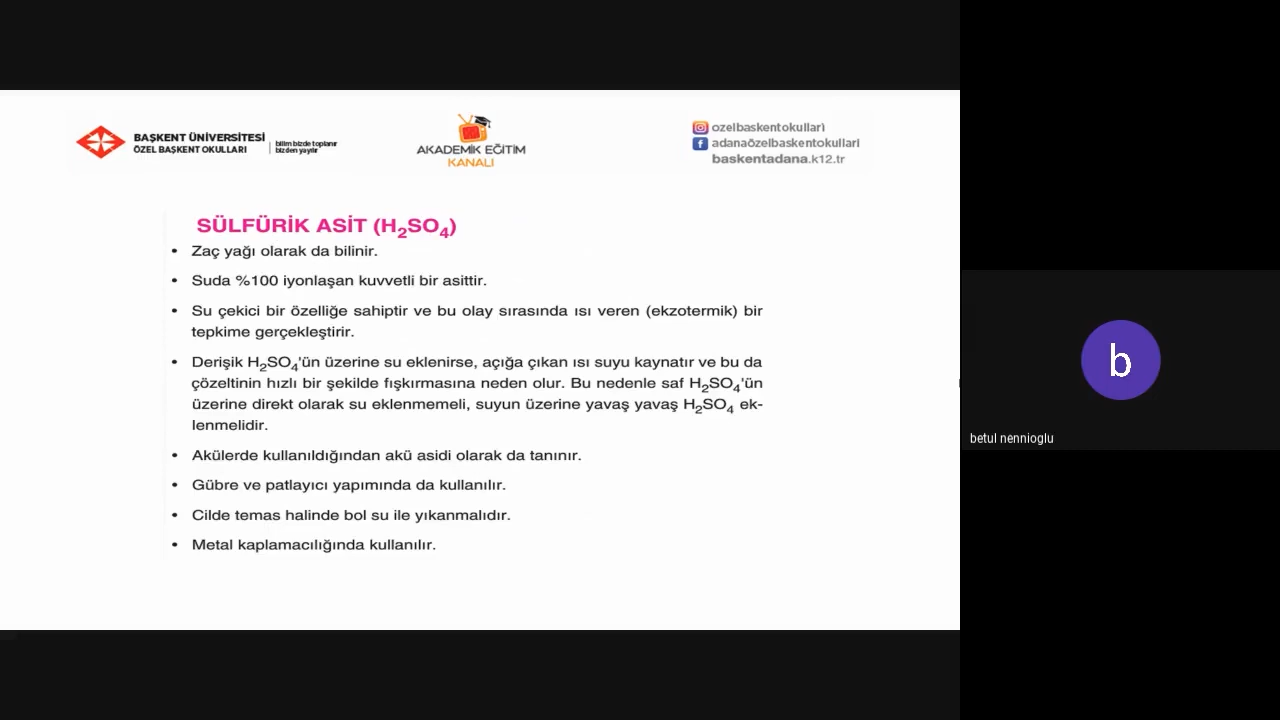 BAŞKENT ÜNİVERSİTESİ
ÖZEL BAŞKENT OKULLARI
bilim bizde toplanır
bizden yayılır
AKADEMİK EĞİTİM
KANALI
ozelbaskentokullari
adanaözelbaskentokullari
baskentadana.k12.tr
SÜLFÜRİK ASİT (H₂SO₄)
• Zaç yağı olarak da bilinir.
• Suda %100 iyonlaşan kuvvetli bir asittir.
• Su çekici bir özelliğe sahiptir ve bu olay sırasında ısı veren (ekzotermik) bir
tepkime gerçekleştirir.
• Derişik H₂SO₄'ün üzerine su eklenirse, açığa çıkan ısı suyu kaynatır ve bu da
çözeltinin hızlı bir şekilde fışkırmasına neden olur. Bu nedenle saf H₂SO₄'ün
üzerine direkt olarak su eklenmemeli, suyun üzerine yavaş yavaş H₂SO₄ ek-
lenmelidir.
• Akülerde kullanıldığından akü asidi olarak da tanınır.
• Gübre ve patlayıcı yapımında da kullanılır.
• Cilde temas halinde bol su ile yıkanmalıdır.
• Metal kaplamacılığında kullanılır.
b
betul nennioglu